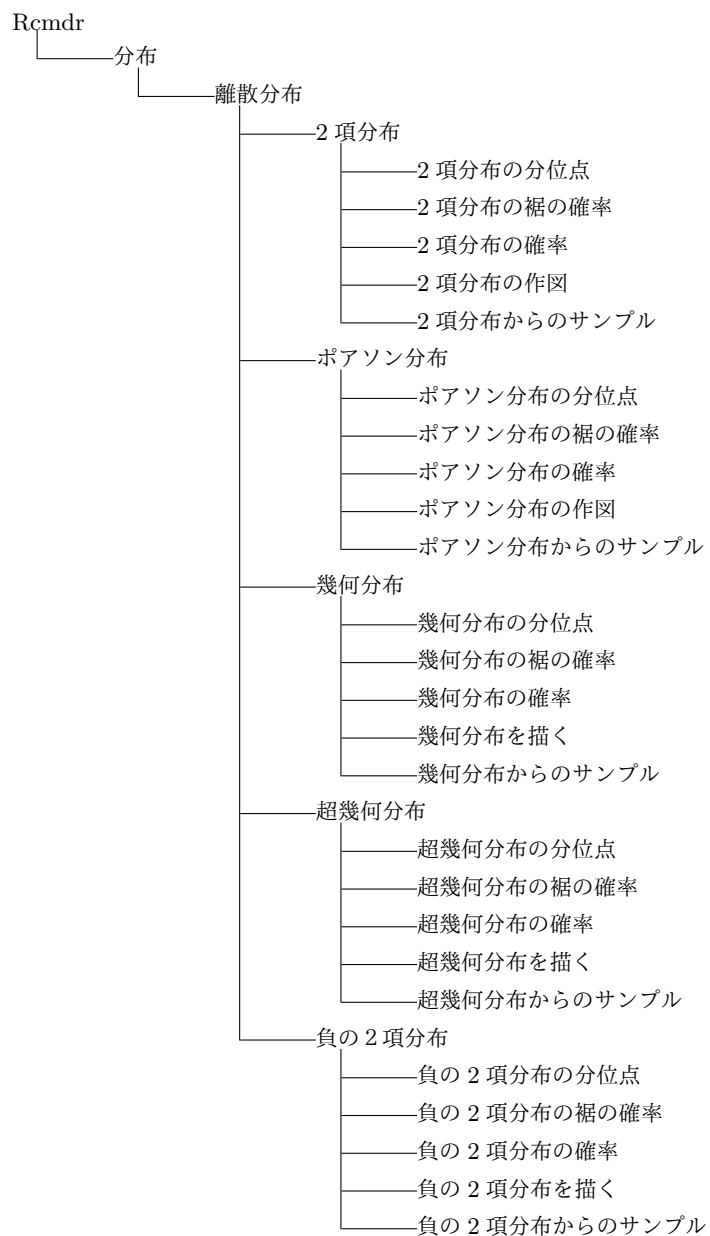 Rcmdr
分布
離散分布
2 項分布
2 項分布の分位点
2 項分布の裾の確率
2 項分布の確率
2 項分布の作図
2 項分布からのサンプル
ポアソン分布
ポアソン分布の分位点
ポアソン分布の裾の確率
ポアソン分布の確率
ポアソン分布の作図
ポアソン分布からのサンプル
幾何分布
幾何分布の分位点
幾何分布の裾の確率
幾何分布の確率
幾何分布を描く
幾何分布からのサンプル
超幾何分布
超幾何分布の分位点
超幾何分布の裾の確率
超幾何分布の確率
超幾何分布を描く
超幾何分布からのサンプル
負の２項分布
負の 2 項分布の分位点
負の 2 項分布の裾の確率
負の 2 項分布の確率
負の 2 項分布を描く
負の 2 項分布からのサンプル